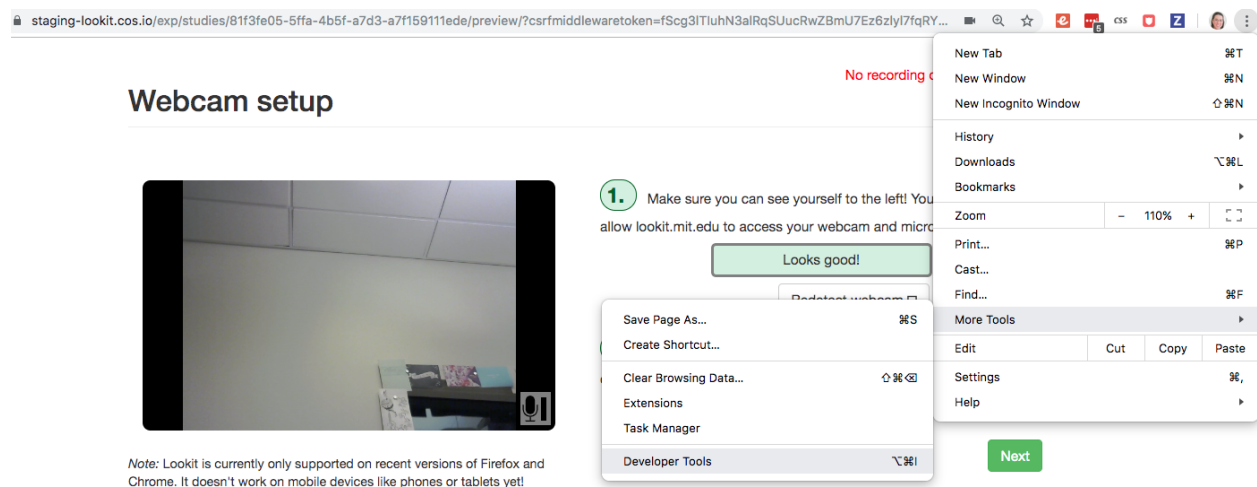 staging-lookit.cos.io/exp/studies/81f3fe05-5ffa-4b5f-a7d3-a7f159111ede/preview/?csrfmiddlewaretoken=fScg3ITIuhN3alRqSUucRwZBmU7Ez6zlyl7fqRY...
5
css
Z
No recording
Webcam setup
1. Make sure you can see yourself to the left! You
allow lookit.mit.edu to access your webcam and micro
Looks good!
Note: Lookit is currently only supported on recent versions of Firefox and
Chrome. It doesn't work on mobile devices like phones or tablets yet!
New Tab ⌘T
New Window ⌘N
New Incognito Window ⇧⌘N
History
Downloads ⌥⌘L
Bookmarks
Zoom − 110% +
Print... ⌘P
Cast...
Find... ⌘F
More Tools
Edit Cut Copy Paste
Settings ⌘,
Help
Save Page As... ⌘S
Create Shortcut...
Clear Browsing Data... ⇧⌘⌫
Extensions
Task Manager
Developer Tools ⌥⌘I
Next